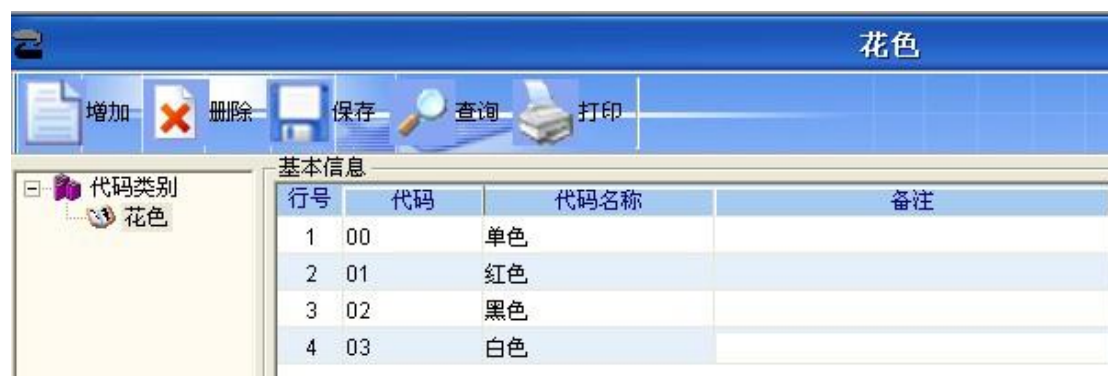 花色
增加 删除 保存 查询 打印
代码类别
花色
基本信息
行号 代码 代码名称 备注
1 00 单色
2 01 红色
3 02 黑色
4 03 白色